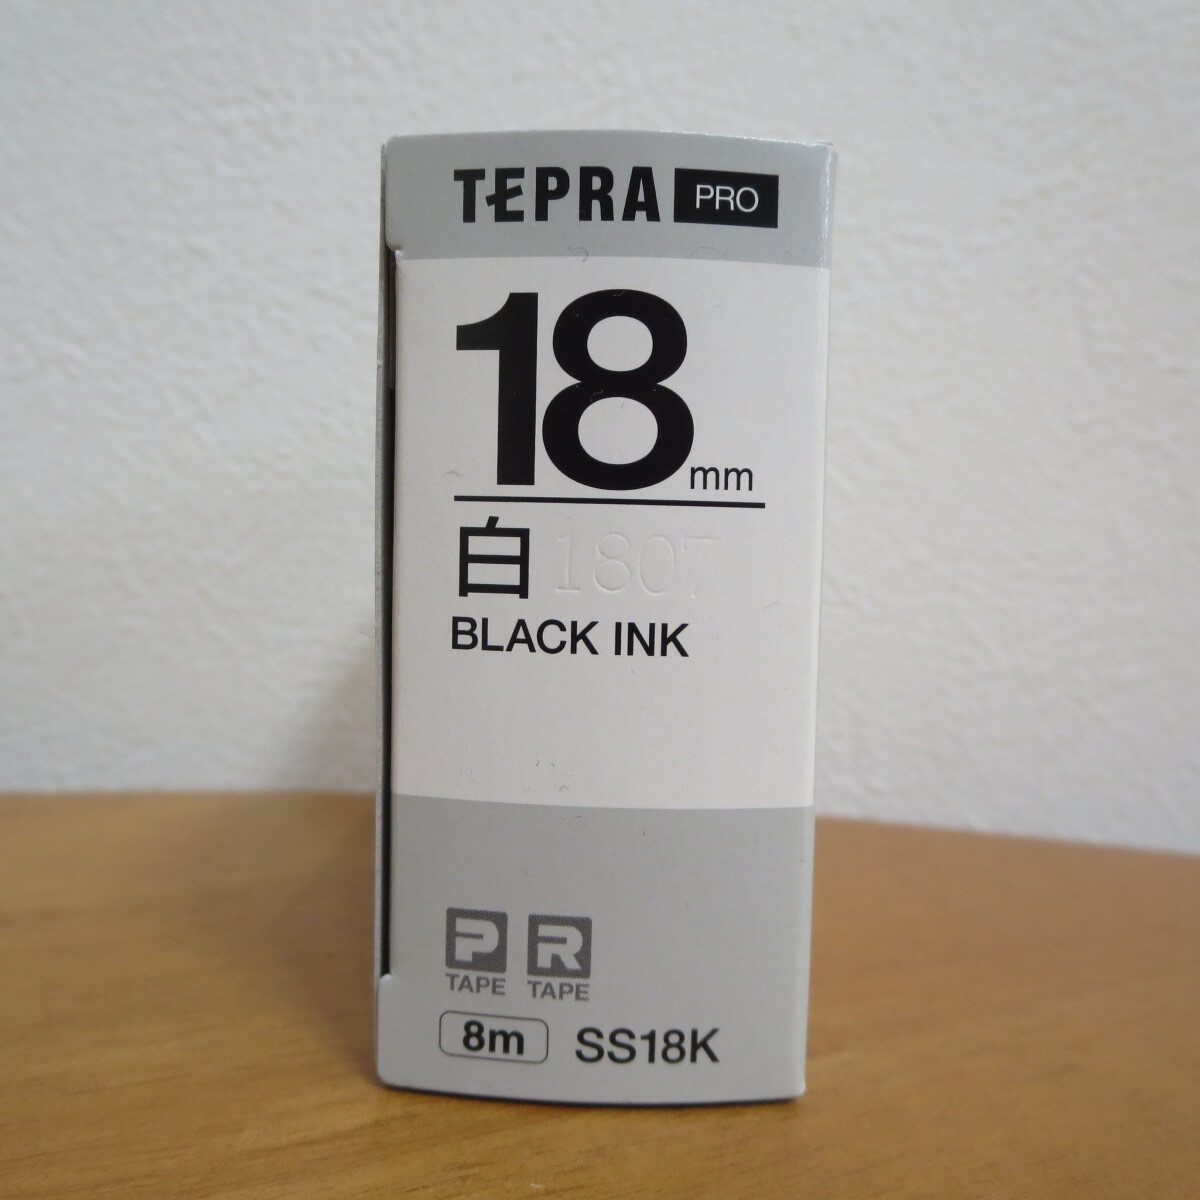 TEPRA PRO
18mm
白 1807
BLACK INK
P R
TAPE TAPE
8m SS18K